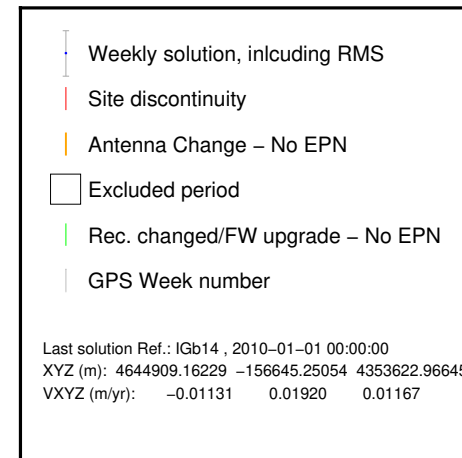 Weekly solution, inlcuding RMS
Site discontinuity
Antenna Change − No EPN
Excluded period
Rec. changed/FW upgrade − No EPN
GPS Week number
Last solution Ref.: IGb14 , 2010−01−01 00:00:00
XYZ (m): 4644909.16229 −156645.25054 4353622.96645
VXYZ (m/yr): −0.01131 0.01920 0.01167